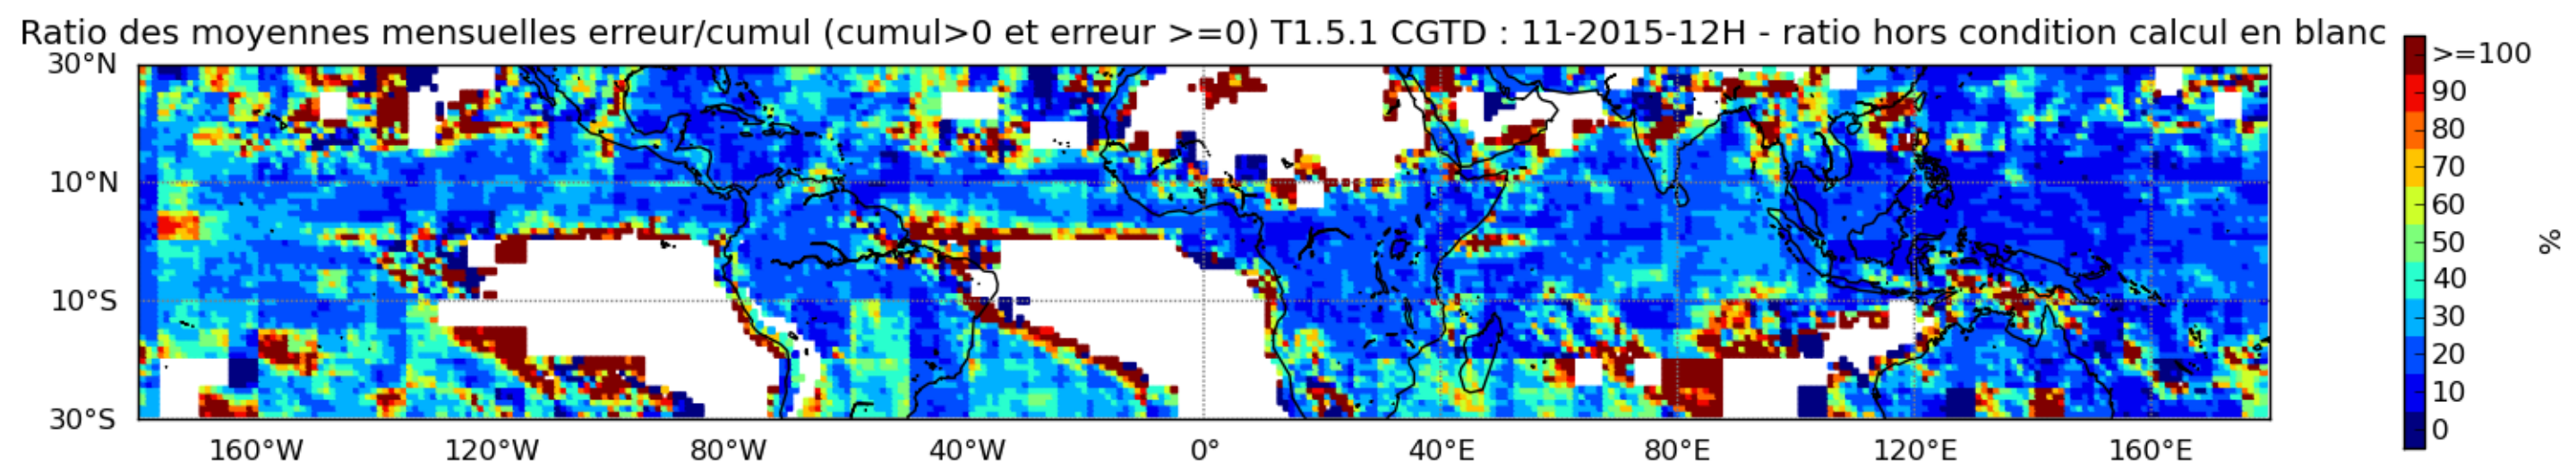 Ratio des moyennes mensuelles erreur/cumul (cumul>0 et erreur >=0) T1.5.1 CGTD : 11-2015-12H - ratio hors condition calcul en blanc
30°N
10°N
10°S
30°S
160°W 120°W 80°W 40°W 0° 40°E 80°E 120°E 160°E
>=100
90
80
70
60
50
40
30
20
10
0
%